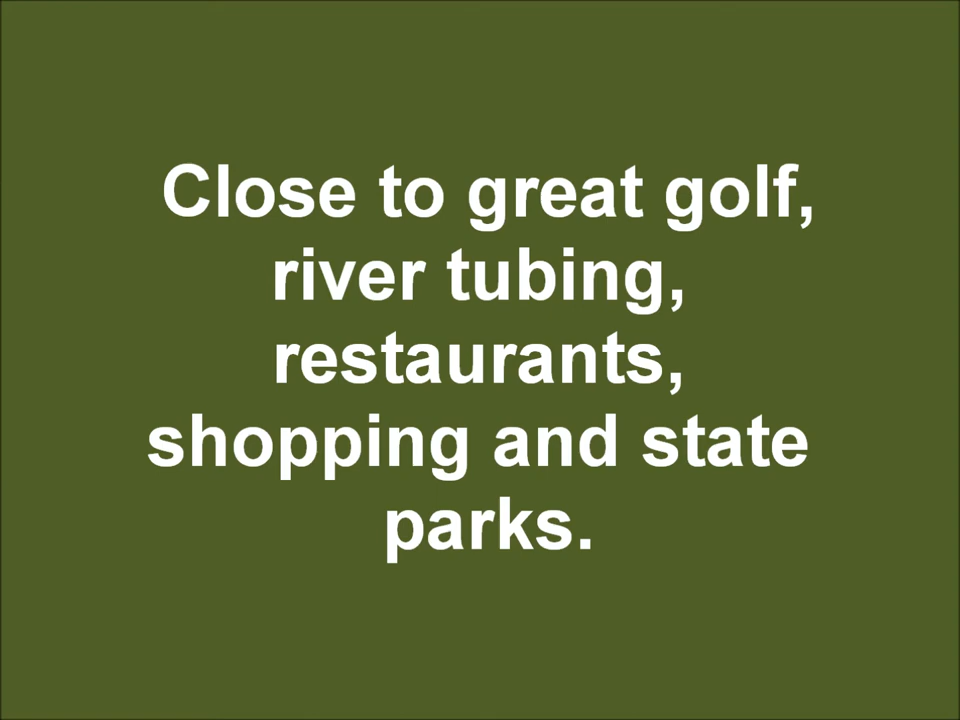 Close to great golf,
river tubing,
restaurants,
shopping and state
parks.